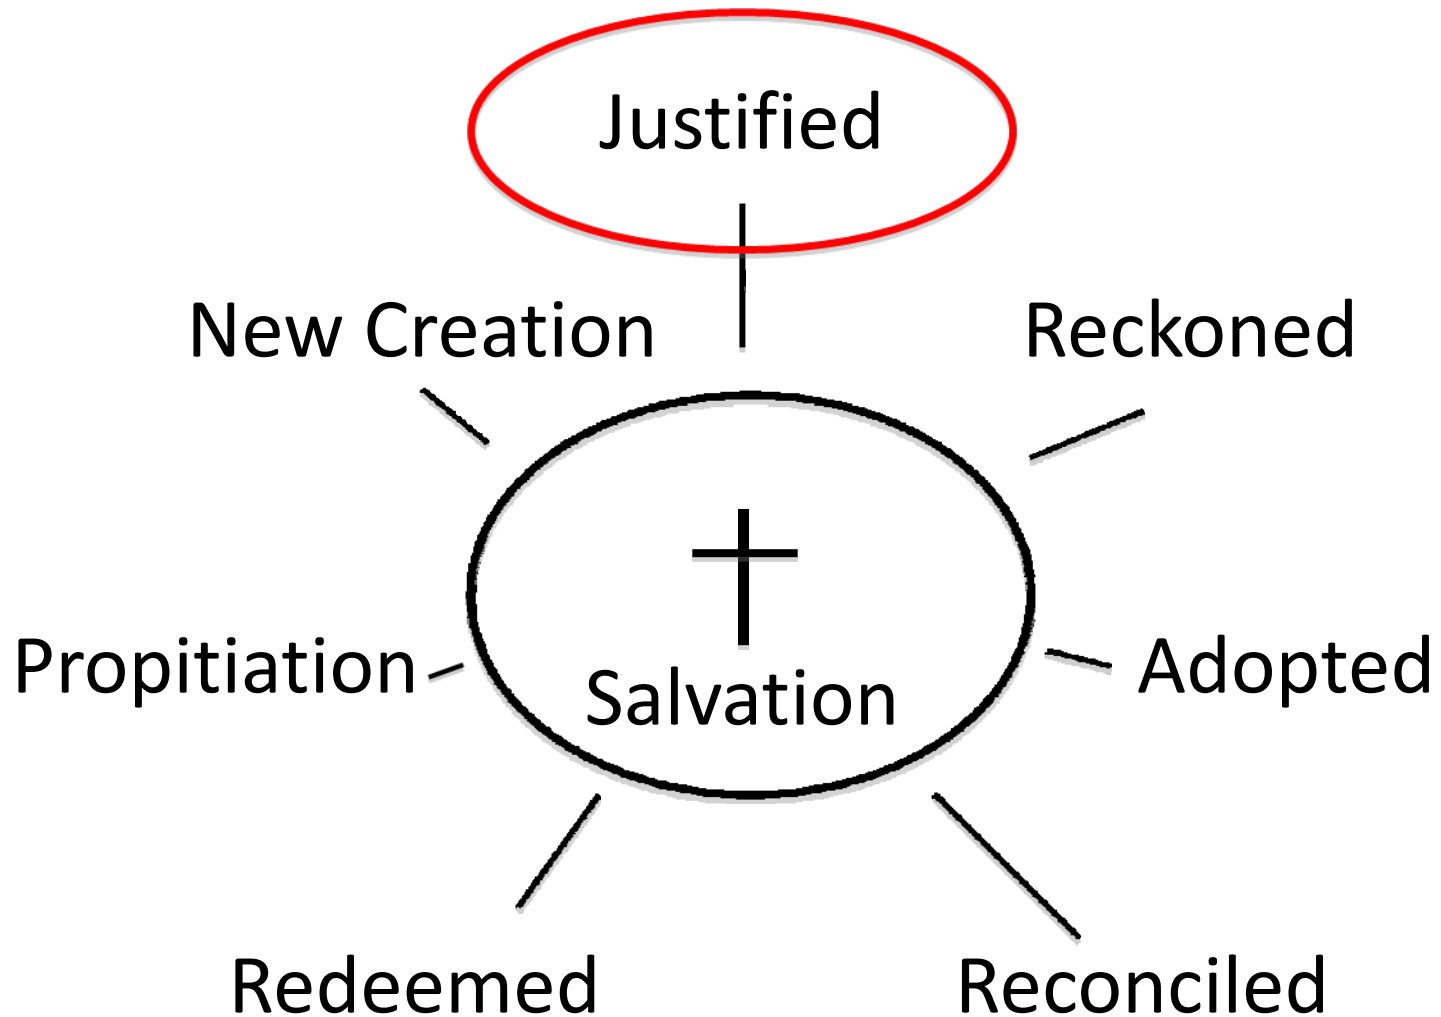 Justified
New Creation
Reckoned
Propitiation
Salvation
Adopted
Redeemed
Reconciled